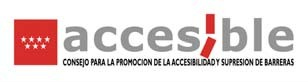 accesible
CONSEJO PARA LA PROMOCION DE LA ACCESIBILIDAD Y SUPRESION DE BARRERAS